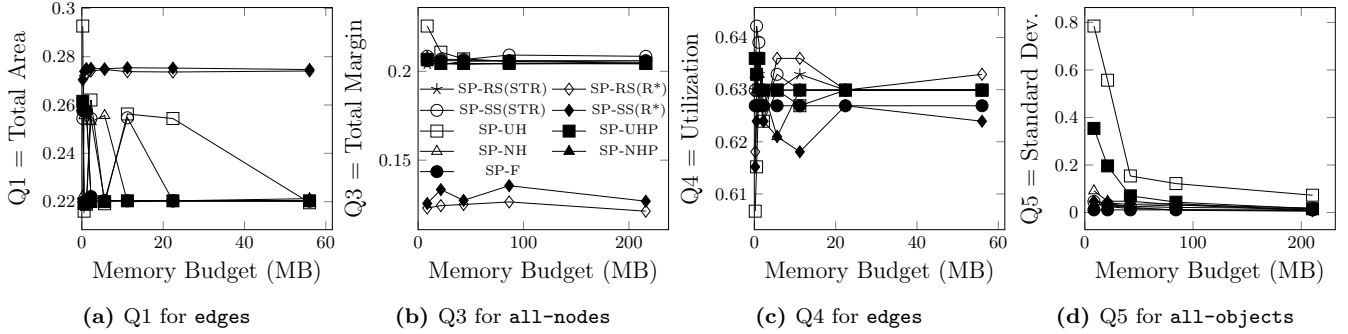 Q1 = Total Area
0.3
0.28
0.26
0.24
0.22
0 20 40 60
Memory Budget (MB)
(a) Q1 for edges
Q3 = Total Margin
0.2
0.15
0 100 200
Memory Budget (MB)
SP-RS(STR) SP-RS(R*)
SP-SS(STR) SP-SS(R*)
SP-UH SP-UHP
SP-NH SP-NHP
SP-F
(b) Q3 for all-nodes
Q4 = Utilization
0.64
0.63
0.62
0.61
0 20 40 60
Memory Budget (MB)
(c) Q4 for edges
Q5 = Standard Dev.
0.8
0.6
0.4
0.2
0
0 100 200
Memory Budget (MB)
(d) Q5 for all-objects